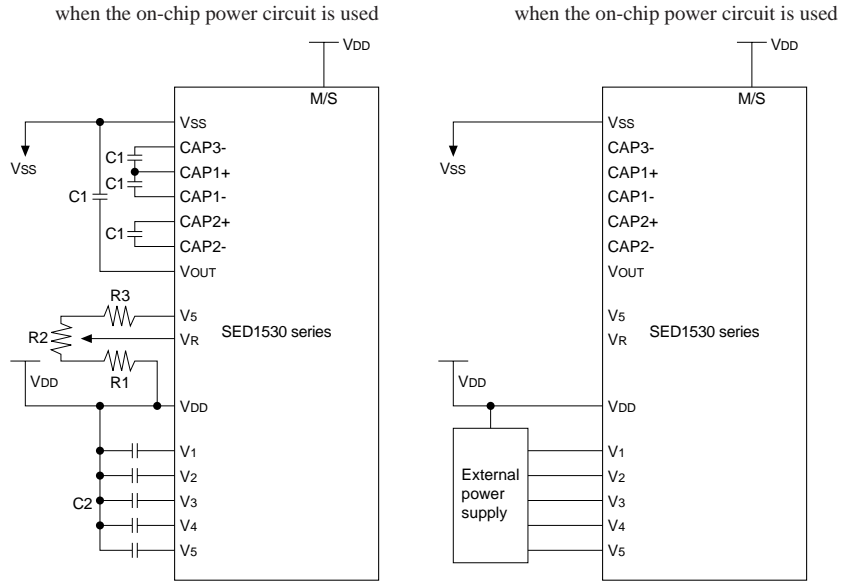 when the on-chip power circuit is used
VDD
M/S
VSS
VSS
CAP3-
C1
CAP1+
C1
C1
CAP1-
CAP2+
C1
CAP2-
VOUT
R3
V5
R2
VR
SED1530 series
R1
VDD
VDD
V1
V2
C2
V3
V4
V5
when the on-chip power circuit is used
VDD
M/S
VSS
VSS
CAP3-
CAP1+
CAP1-
CAP2+
CAP2-
VOUT
V5
VR
SED1530 series
VDD
VDD
External
power
supply
V1
V2
V3
V4
V5